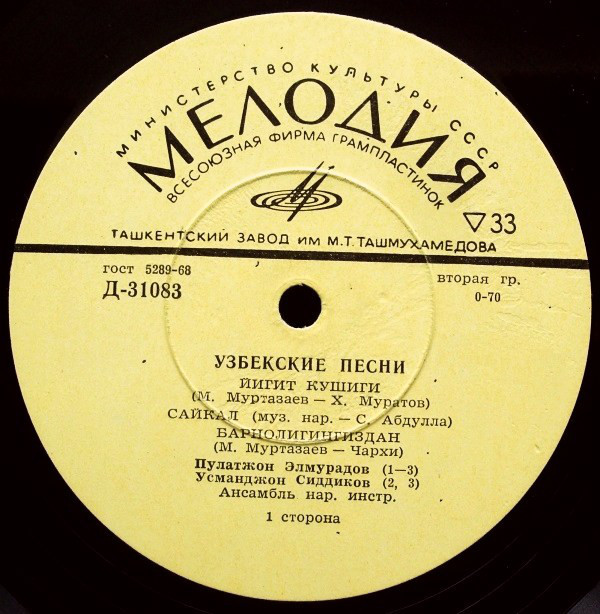 МИНИСТЕРСТВО КУЛЬТУРЫ СССР
МЕЛОДИЯ
ВСЕСОЮЗНАЯ ФИРМА ГРАМПЛАСТИНОК
▽33
ТАШКЕНТСКИЙ ЗАВОД ИМ М.Т. ТАШМУХАМЕДОВА
гост 5289-68
Д-31083
вторая гр.
0-70
УЗБЕКСКИЕ ПЕСНИ
ЙИГИТ КУШИГИ
(М. Муртазаев — Х. Муратов)
САЙКАЛ (муз. нар. — С. Абдулла)
БАРНОЛИГИНГИЗДАН
(М. Муртазаев — Чархи)
Пулатжон Элмурадов (1—3)
Усманджон Сиддиков (2, 3)
Ансамбль нар. инстр.
1 сторона